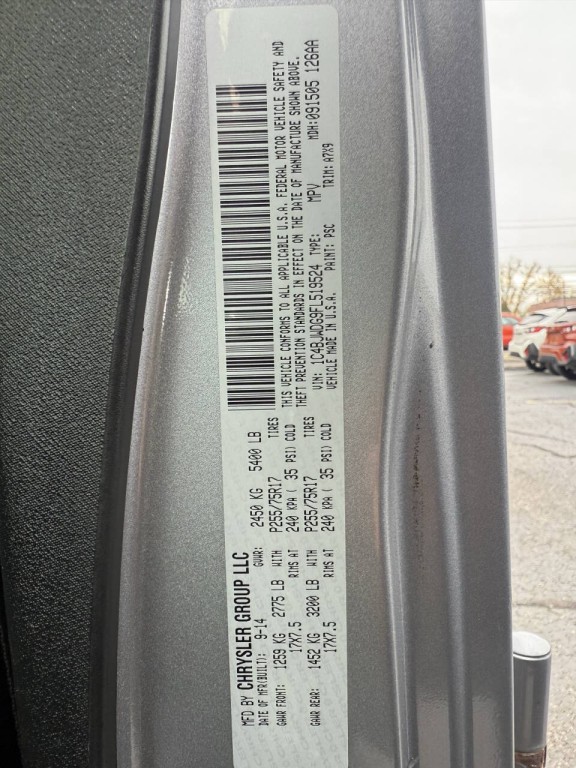 MFD BY CHRYSLER GROUP LLC
DATE OF MFR(BUILT): 9-14 GVWR: 2450 KG 5400 LB
GAWR FRONT: 1259 KG 2775 LB WITH P255/75R17 TIRES
17X7.5 RIMS AT 240 KPA ( 35 PSI) COLD
GAWR REAR: 1452 KG 3200 LB WITH P255/75R17 TIRES
17X7.5 RIMS AT 240 KPA ( 35 PSI) COLD
THIS VEHICLE CONFORMS TO ALL APPLICABLE U.S.A. FEDERAL MOTOR VEHICLE SAFETY AND
THEFT PREVENTION STANDARDS IN EFFECT ON THE DATE OF MANUFACTURE SHOWN ABOVE.
VIN: 1C4BJWDG9FL519524 TYPE: MPV MDH:091505 126AA
VEHICLE MADE IN U.S.A. PAINT: PSC TRIM: A7X9